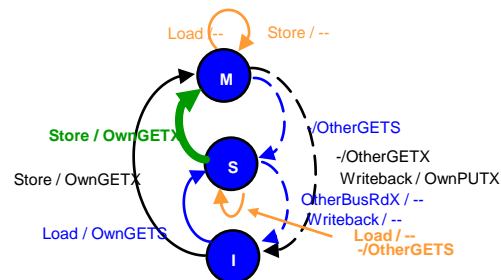 Load /-- Store / --
M
-/OtherGETS
Store / OwnGETX
-/OtherGETX
S
Store / OwnGETX
Writeback / OwnPUTX
OtherBusRdX / --
Writeback / --
Load / OwnGETS
Load / --
-/OtherGETS
I